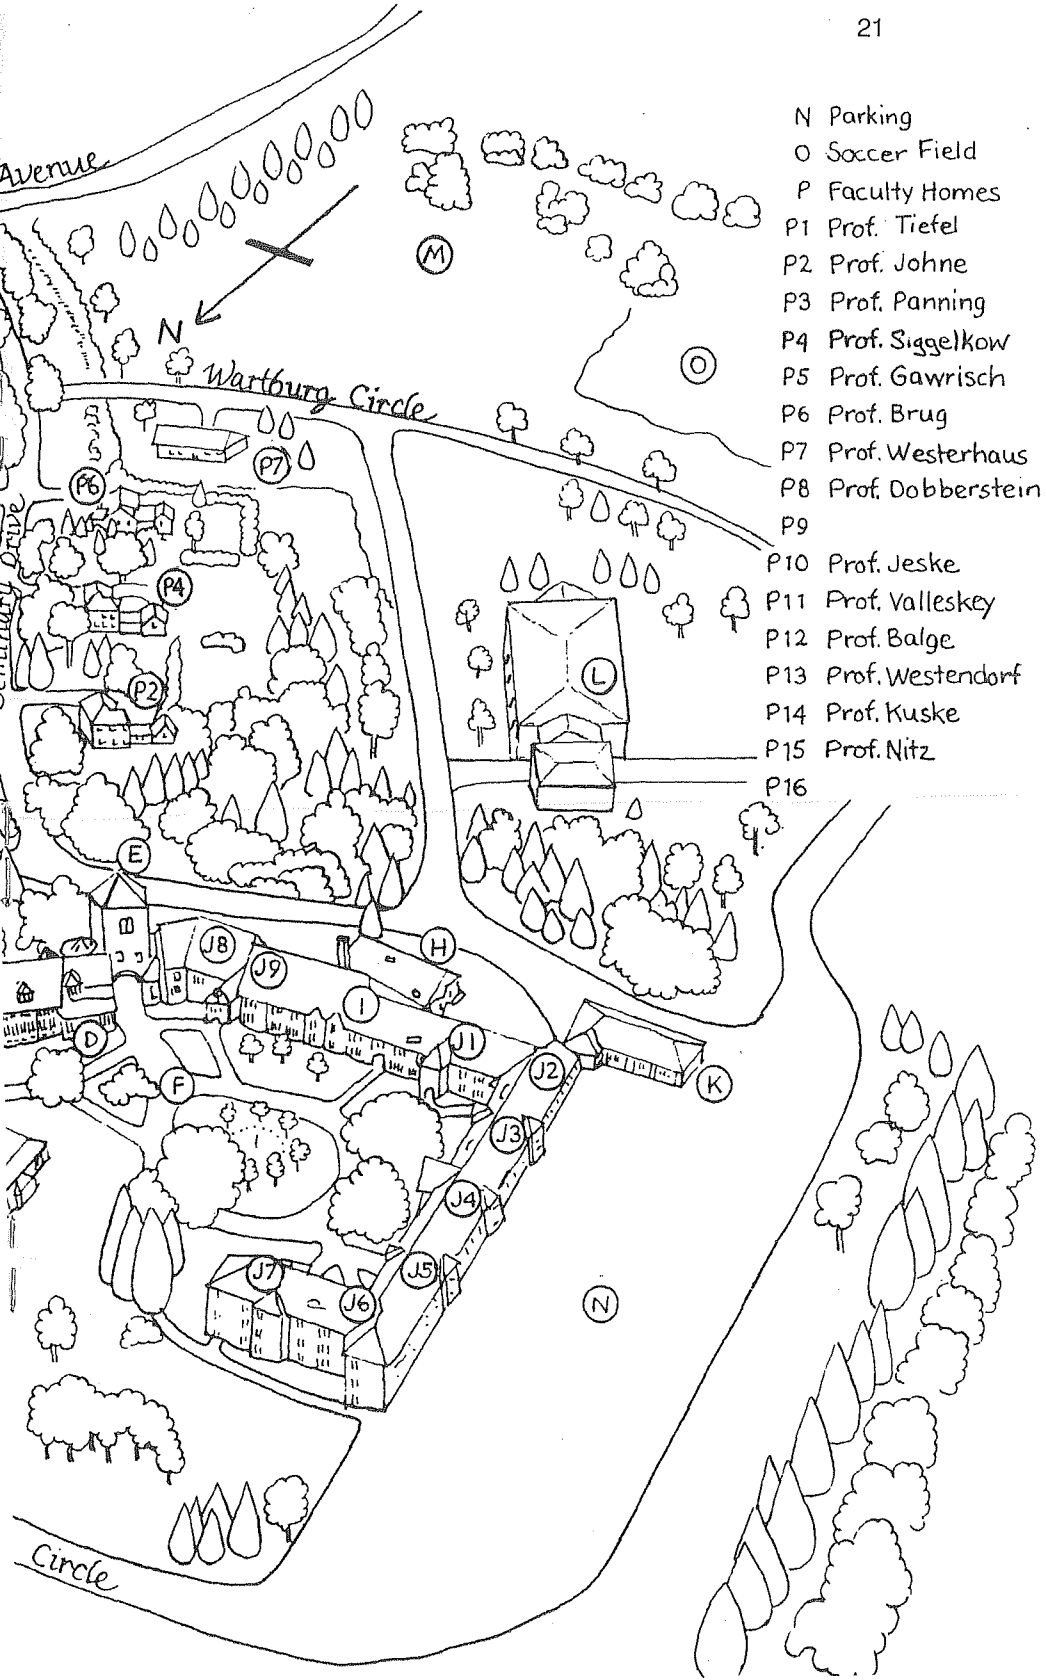 21
N Parking
O Soccer Field
P Faculty Homes
P1 Prof. Tiefel
P2 Prof. Johne
P3 Prof. Panning
P4 Prof. Siggelkow
P5 Prof. Gawrisch
P6 Prof. Brug
P7 Prof. Westerhaus
P8 Prof. Dobberstein
P9
P10 Prof. Jeske
P11 Prof. Valleskey
P12 Prof. Balge
P13 Prof. Westendorf
P14 Prof. Kuske
P15 Prof. Nitz
P16
Avenue
M
N
O
Wartburg Circle
P7
P6
Drive
P4
P2
L
E
J8
H
J9
I
D
J1
J2
K
F
J3
J4
J5
J7
J6
N
Circle